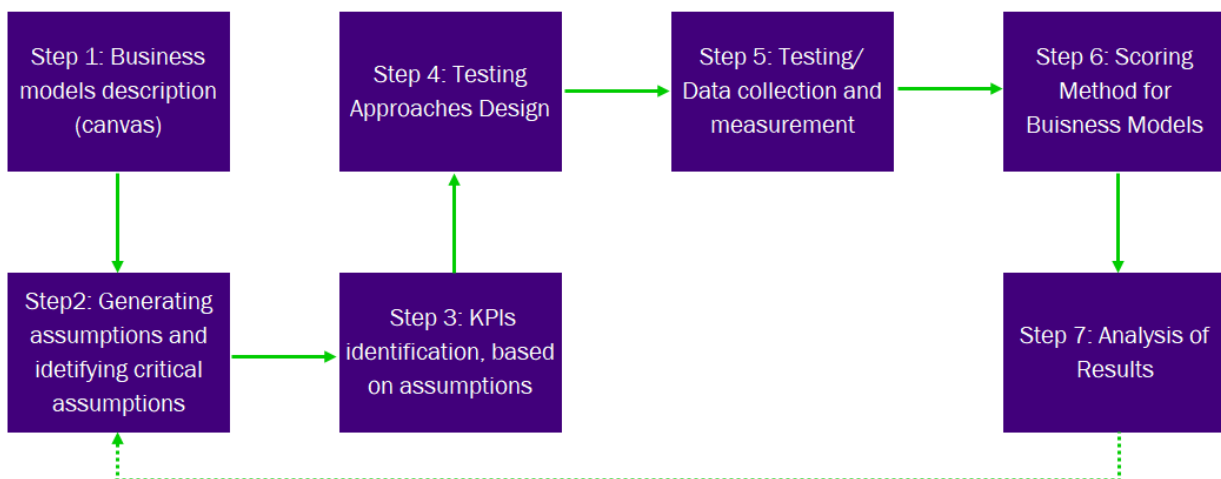 Step 1: Business
models description
(canvas)
Step2: Generating
assumptions and
idetifying critical
assumptions
Step 3: KPIs
identification, based
on assumptions
Step 4: Testing
Approaches Design
Step 5: Testing/
Data collection and
measurement
Step 6: Scoring
Method for
Buisness Models
Step 7: Analysis of
Results